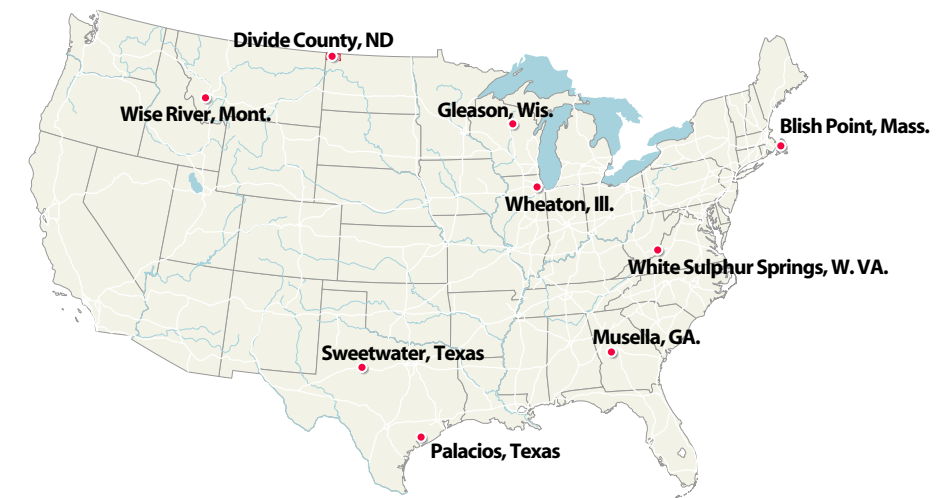 Divide County, ND
Wise River, Mont.
Gleason, Wis.
Blish Point, Mass.
Wheaton, Ill.
White Sulphur Springs, W. VA.
Musella, GA.
Sweetwater, Texas
Palacios, Texas